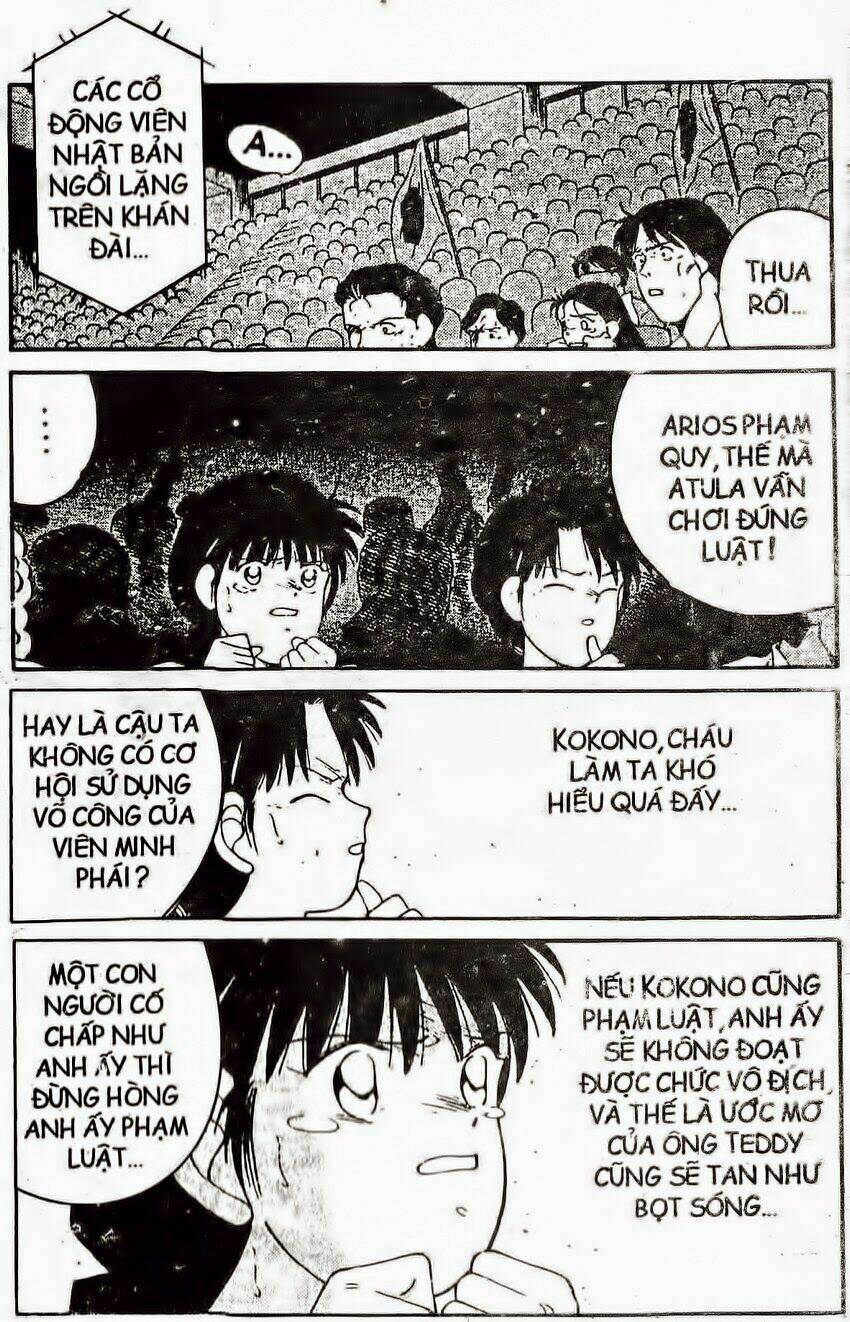 CÁC CỔ
ĐỘNG VIÊN
NHẬT BẢN
NGỒI LẶNG
TRÊN KHÁN
ĐÀI...
A...
THUA
RỒI...
....
ARIOS PHẠM
QUY, THẾ MÀ
ATULA VẪN
CHƠI ĐÚNG
LUẬT!
HAY LÀ CẬU TA
KHÔNG CÓ CƠ
HỘI SỬ DỤNG
VÕ CÔNG CỦA
VIÊN MINH
PHÁI?
KOKONO, CHÁU
LÀM TA KHÓ
HIỂU QUÁ ĐẤY...
MỘT CON
NGƯỜI CỐ
CHẤP NHƯ
ANH ẤY THÌ
ĐỪNG HÒNG
ANH ẤY PHẠM
LUẬT...
NẾU KOKONO CŨNG
PHẠM LUẬT, ANH ẤY
SẼ KHÔNG ĐOẠT
ĐƯỢC CHỨC VÔ ĐỊCH,
VÀ THẾ LÀ ƯỚC MƠ
CỦA ÔNG TEDDY
CŨNG SẼ TAN NHƯ
BỌT SÓNG...